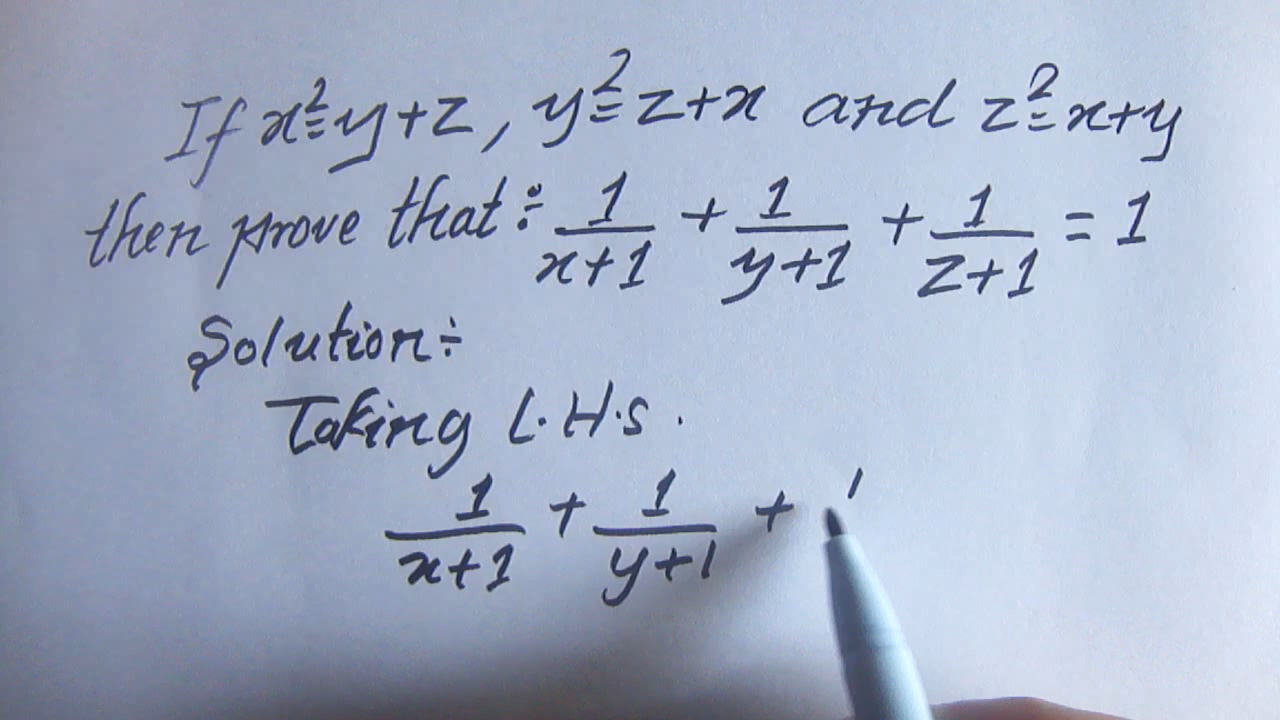 If x²=y+z, y²=z+x and z²=x+y
then prove that÷ 1/(x+1) + 1/(y+1) + 1/(z+1) = 1
Solution÷
Taking L.H.S.
1/(x+1) + 1/(y+1) +